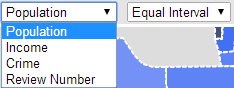 Population Equal Interval
Population
Income
Crime
Review Number